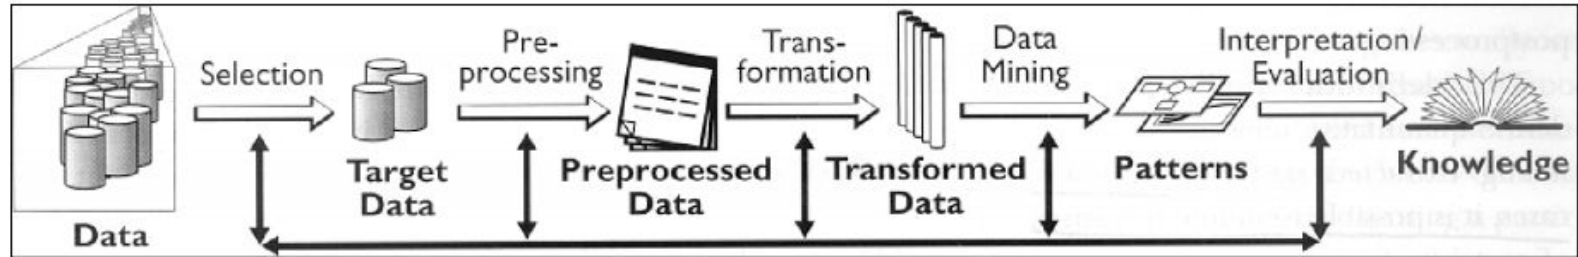 Selection
Pre-
processing
Trans-
formation
Data
Mining
Interpretation/
Evaluation
Data
Target
Data
Preprocessed
Data
Transformed
Data
Patterns
Knowledge